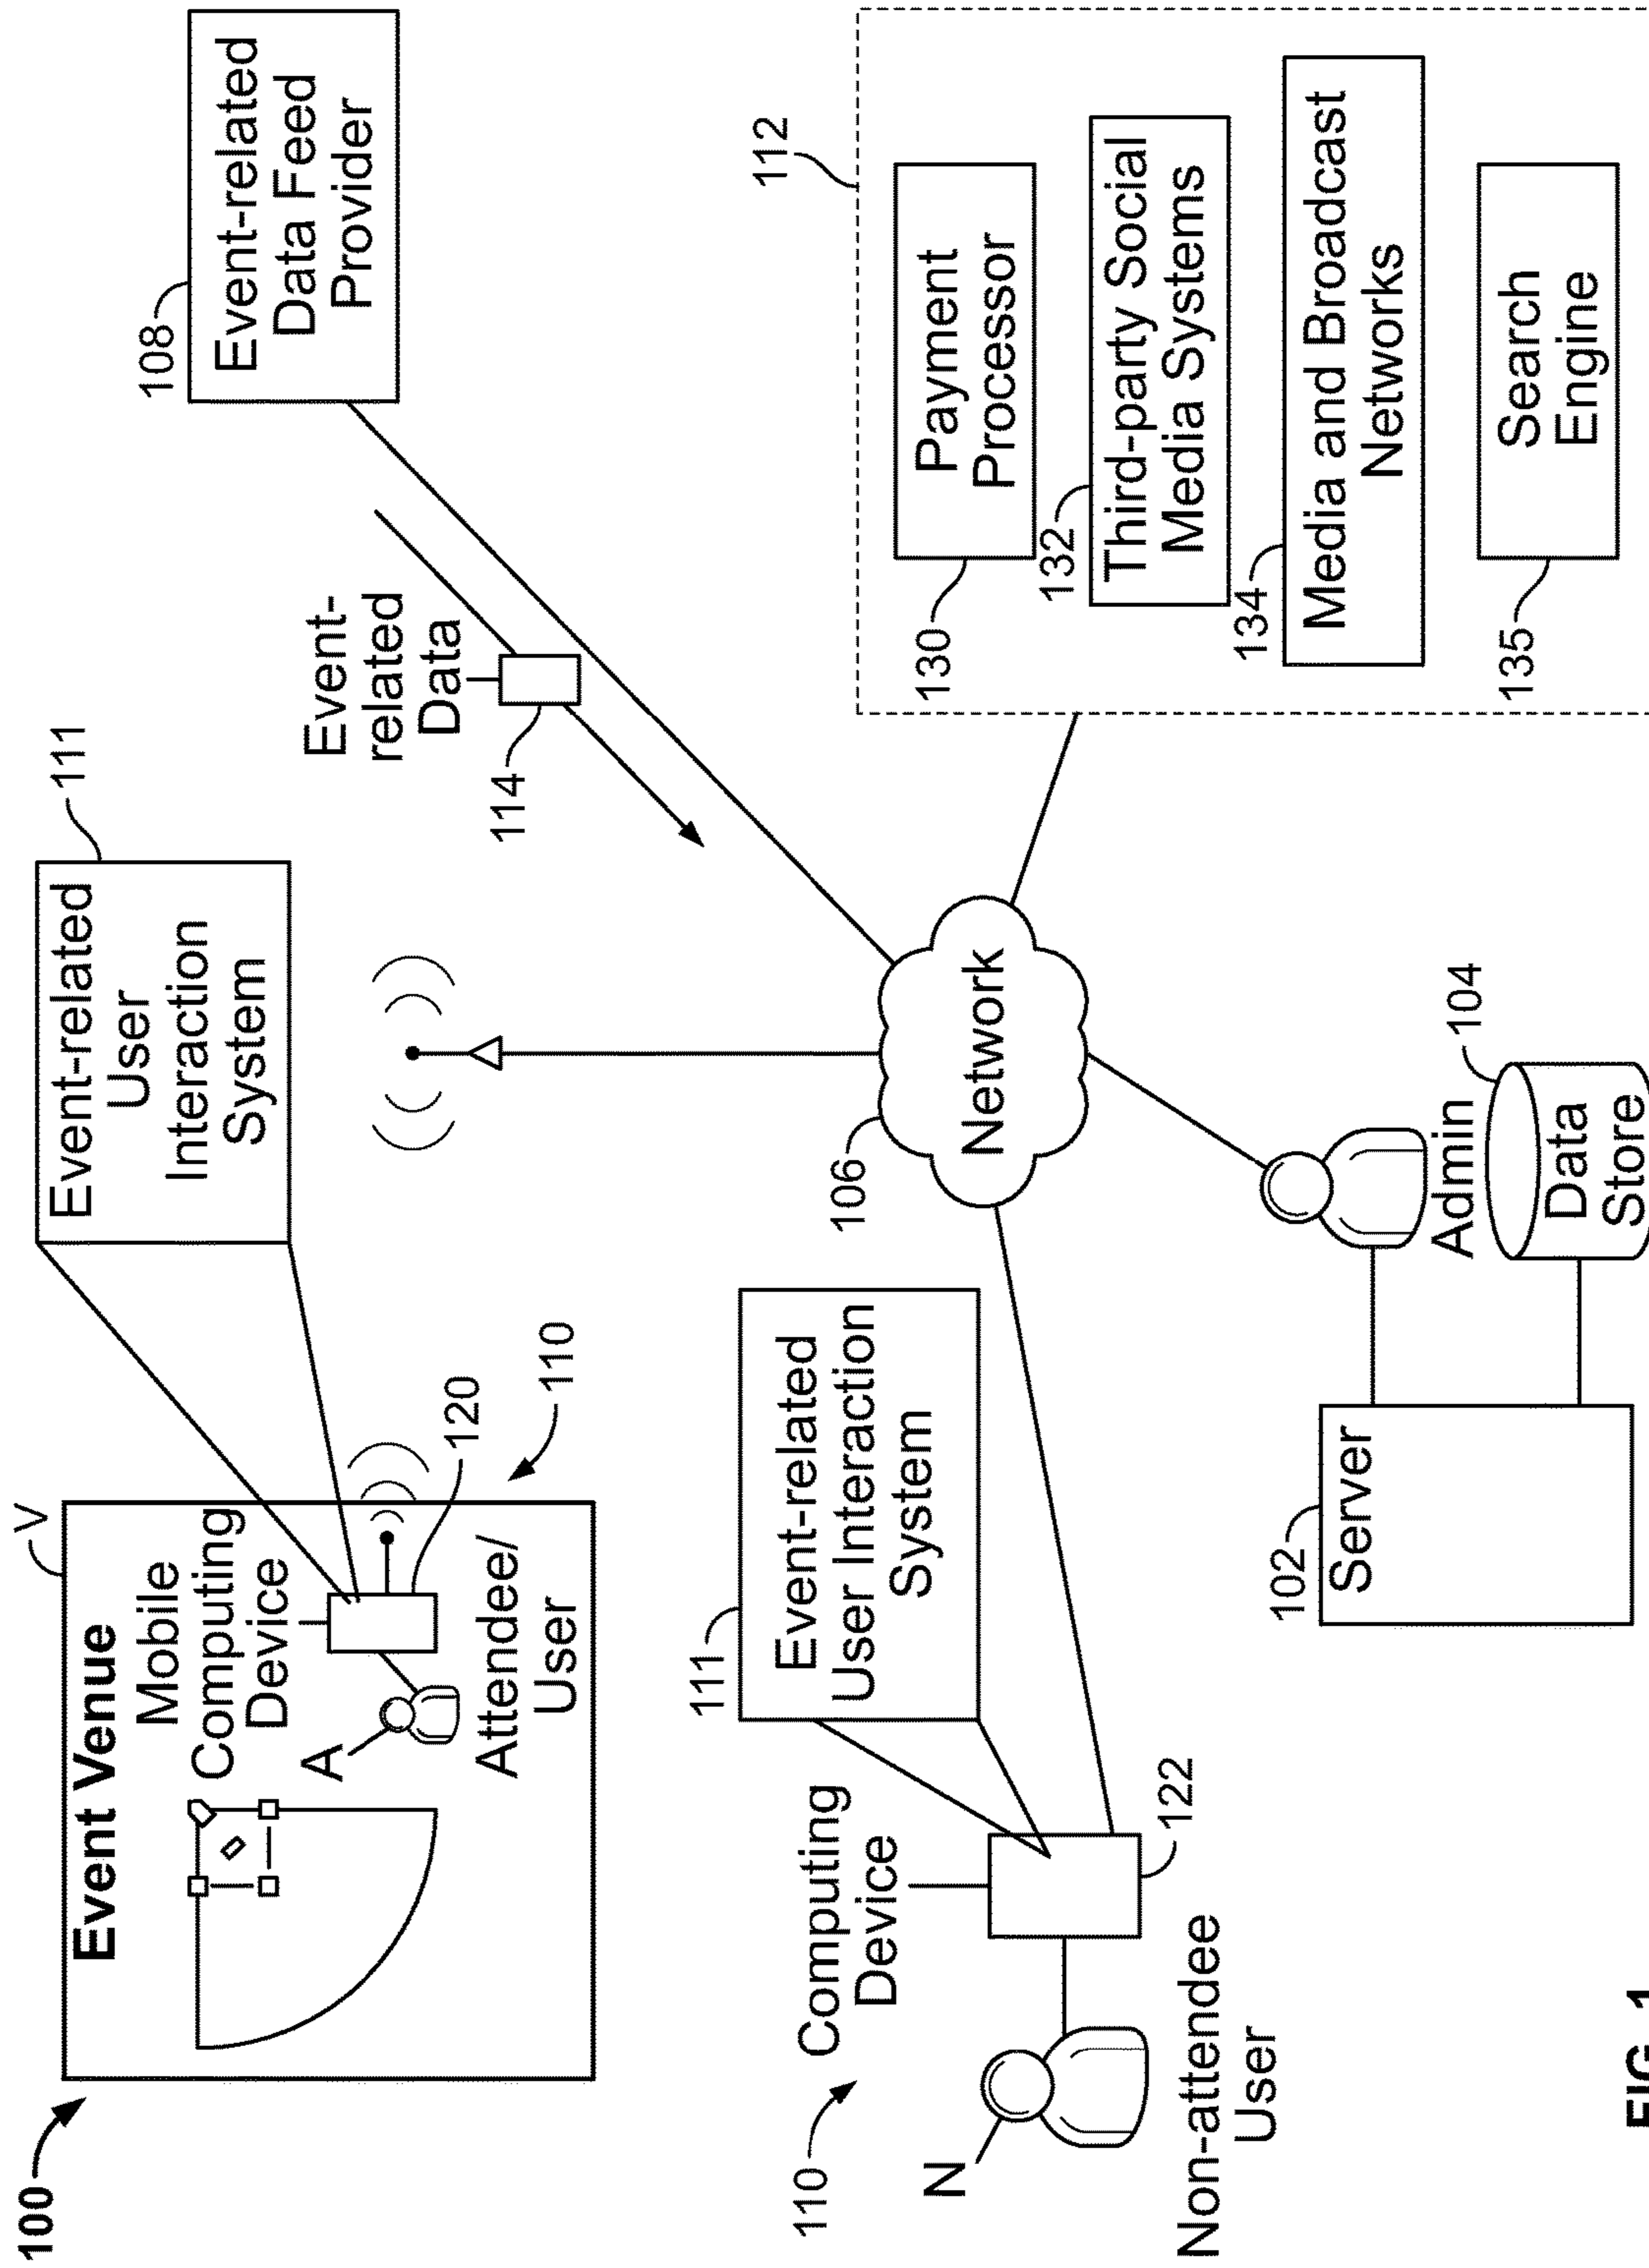 100
V
Event Venue
Mobile
Computing
Device
A
Attendee/
User
120
110
Event-related
User
Interaction
System
111
Event-
related
Data
114
108
Event-related
Data Feed
Provider
110
Computing
Device
N
Non-attendee
User
122
111
Event-related
User Interaction
System
106
Network
112
Payment
Processor
130
132
Third-party Social
Media Systems
134
Media and Broadcast
Networks
135
Search
Engine
102
Server
Admin
104
Data
Store
FIG. 1